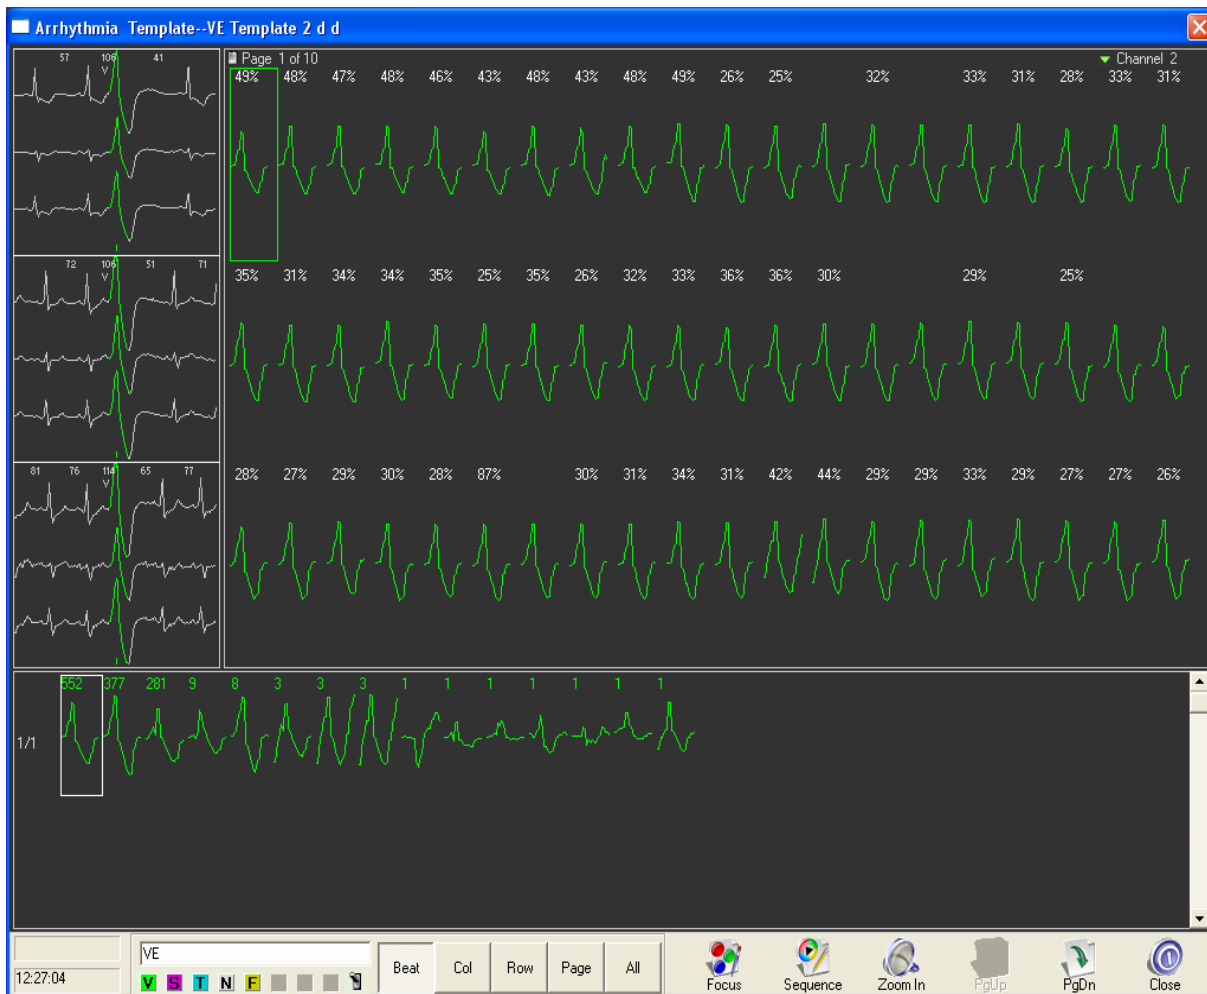 Arrhythmia Template--VE Template 2 d d
57 106 41
V
Page 1 of 10 Channel 2
49% 48% 47% 48% 46% 43% 48% 43% 48% 49% 26% 25% 32% 33% 31% 28% 33% 31%
72 106 51 71
V
35% 31% 34% 34% 35% 25% 35% 26% 32% 33% 36% 36% 30% 29% 25%
81 76 114 65 77
V
28% 27% 29% 30% 28% 87% 30% 31% 34% 31% 42% 44% 29% 29% 33% 29% 27% 27% 26%
552 377 281 9 8 3 3 3 1 1 1 1 1 1 1
1/1
VE
12:27:04
V S T N F
Beat Col Row Page All
Focus Sequence Zoom In PgUp PgDn Close